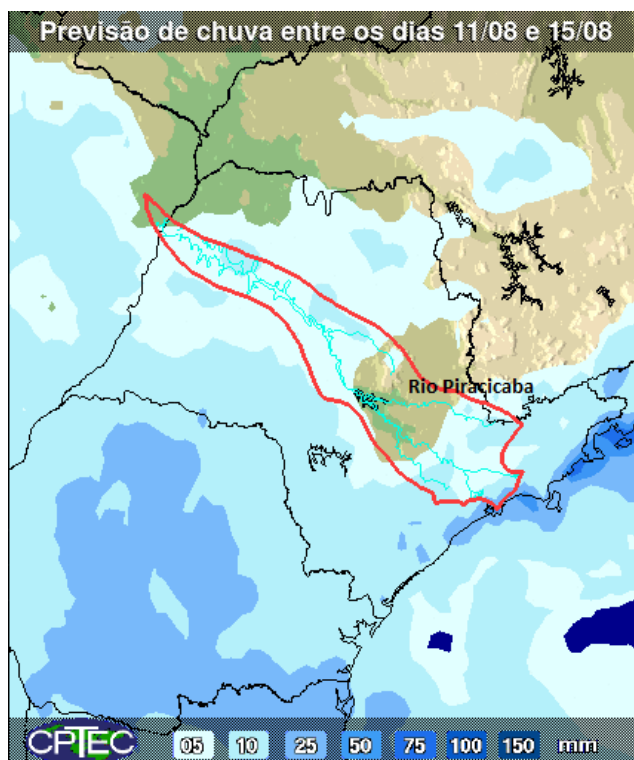 Previsão de chuva entre os dias 11/08 e 15/08
Rio Piracicaba
CPTEC 05 10 25 50 75 100 150 mm